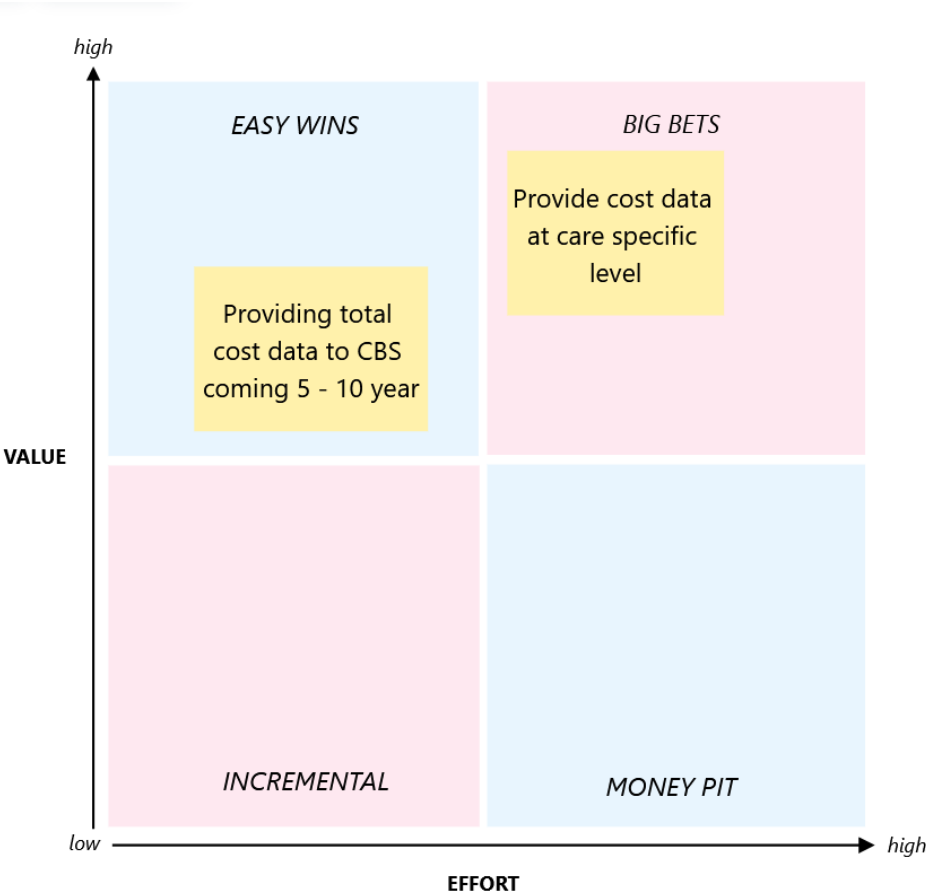 high
EASY WINS
BIG BETS
Provide cost data
at care specific
level
Providing total
cost data to CBS
coming 5 - 10 year
VALUE
INCREMENTAL
MONEY PIT
low
high
EFFORT